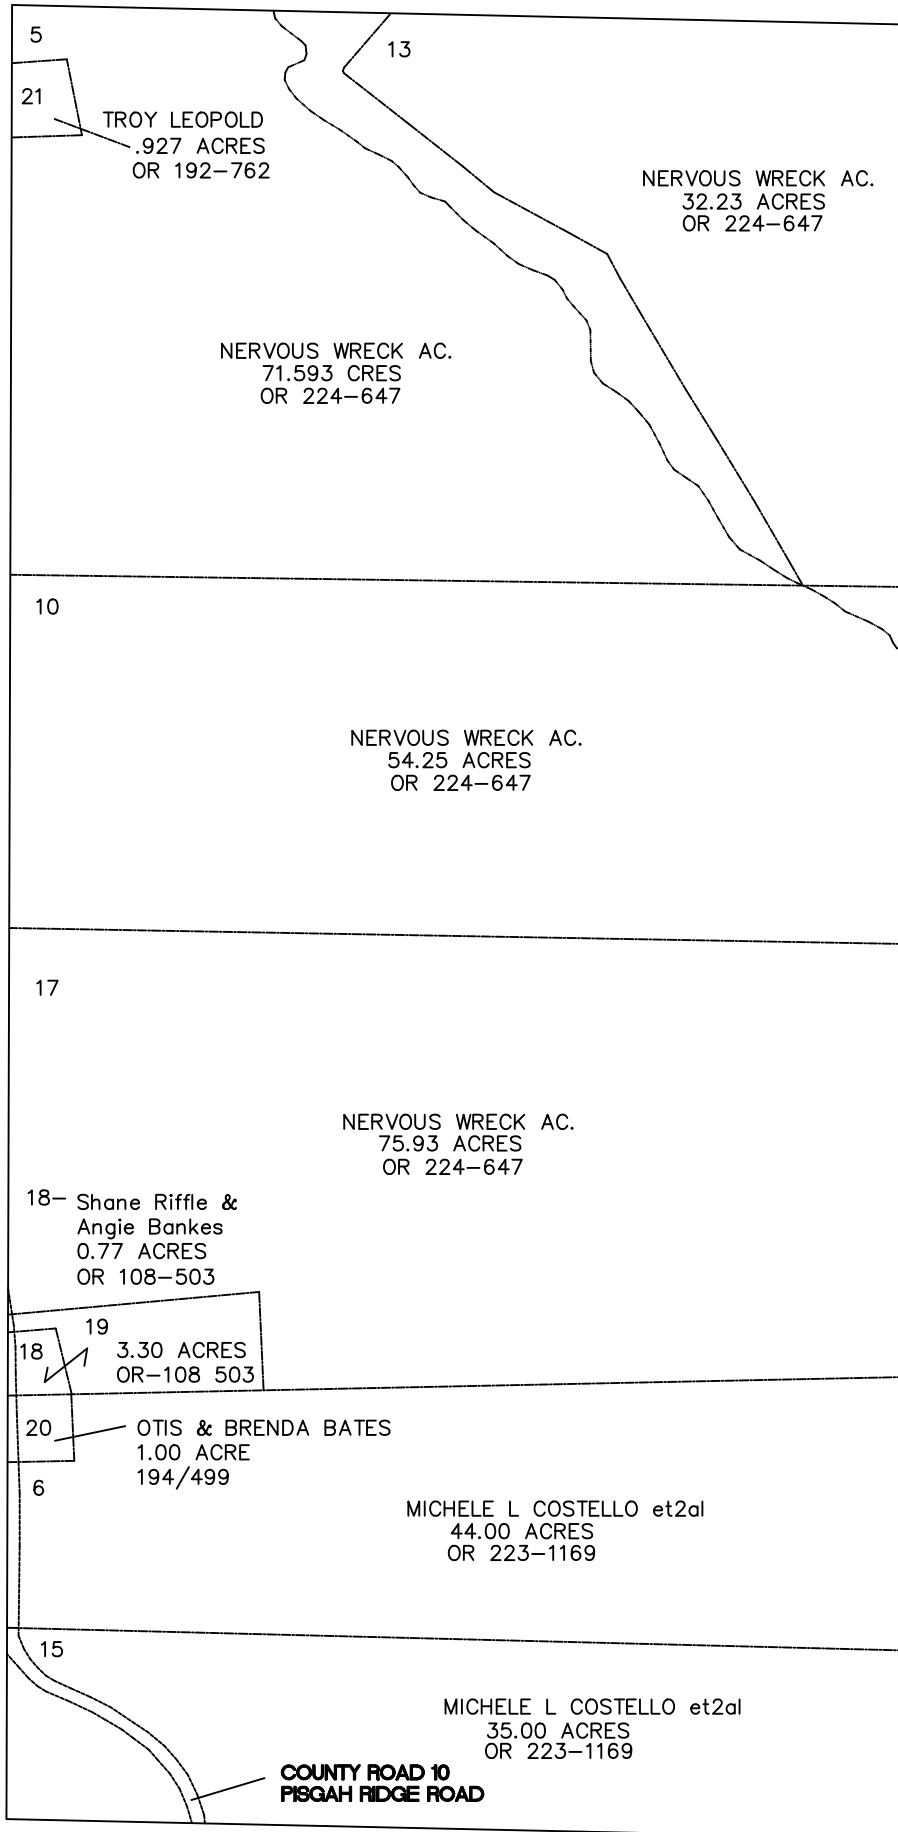 5
13
21
TROY LEOPOLD
.927 ACRES
OR 192-762
NERVOUS WRECK AC.
32.23 ACRES
OR 224-647
NERVOUS WRECK AC.
71.593 CRES
OR 224-647
10
NERVOUS WRECK AC.
54.25 ACRES
OR 224-647
17
NERVOUS WRECK AC.
75.93 ACRES
OR 224-647
18- Shane Riffle &
Angie Bankes
0.77 ACRES
OR 108-503
19
18
3.30 ACRES
OR-108 503
20
OTIS & BRENDA BATES
1.00 ACRE
194/499
6
MICHELE L COSTELLO et2al
44.00 ACRES
OR 223-1169
15
MICHELE L COSTELLO et2al
35.00 ACRES
OR 223-1169
COUNTY ROAD 10
PISGAH RIDGE ROAD